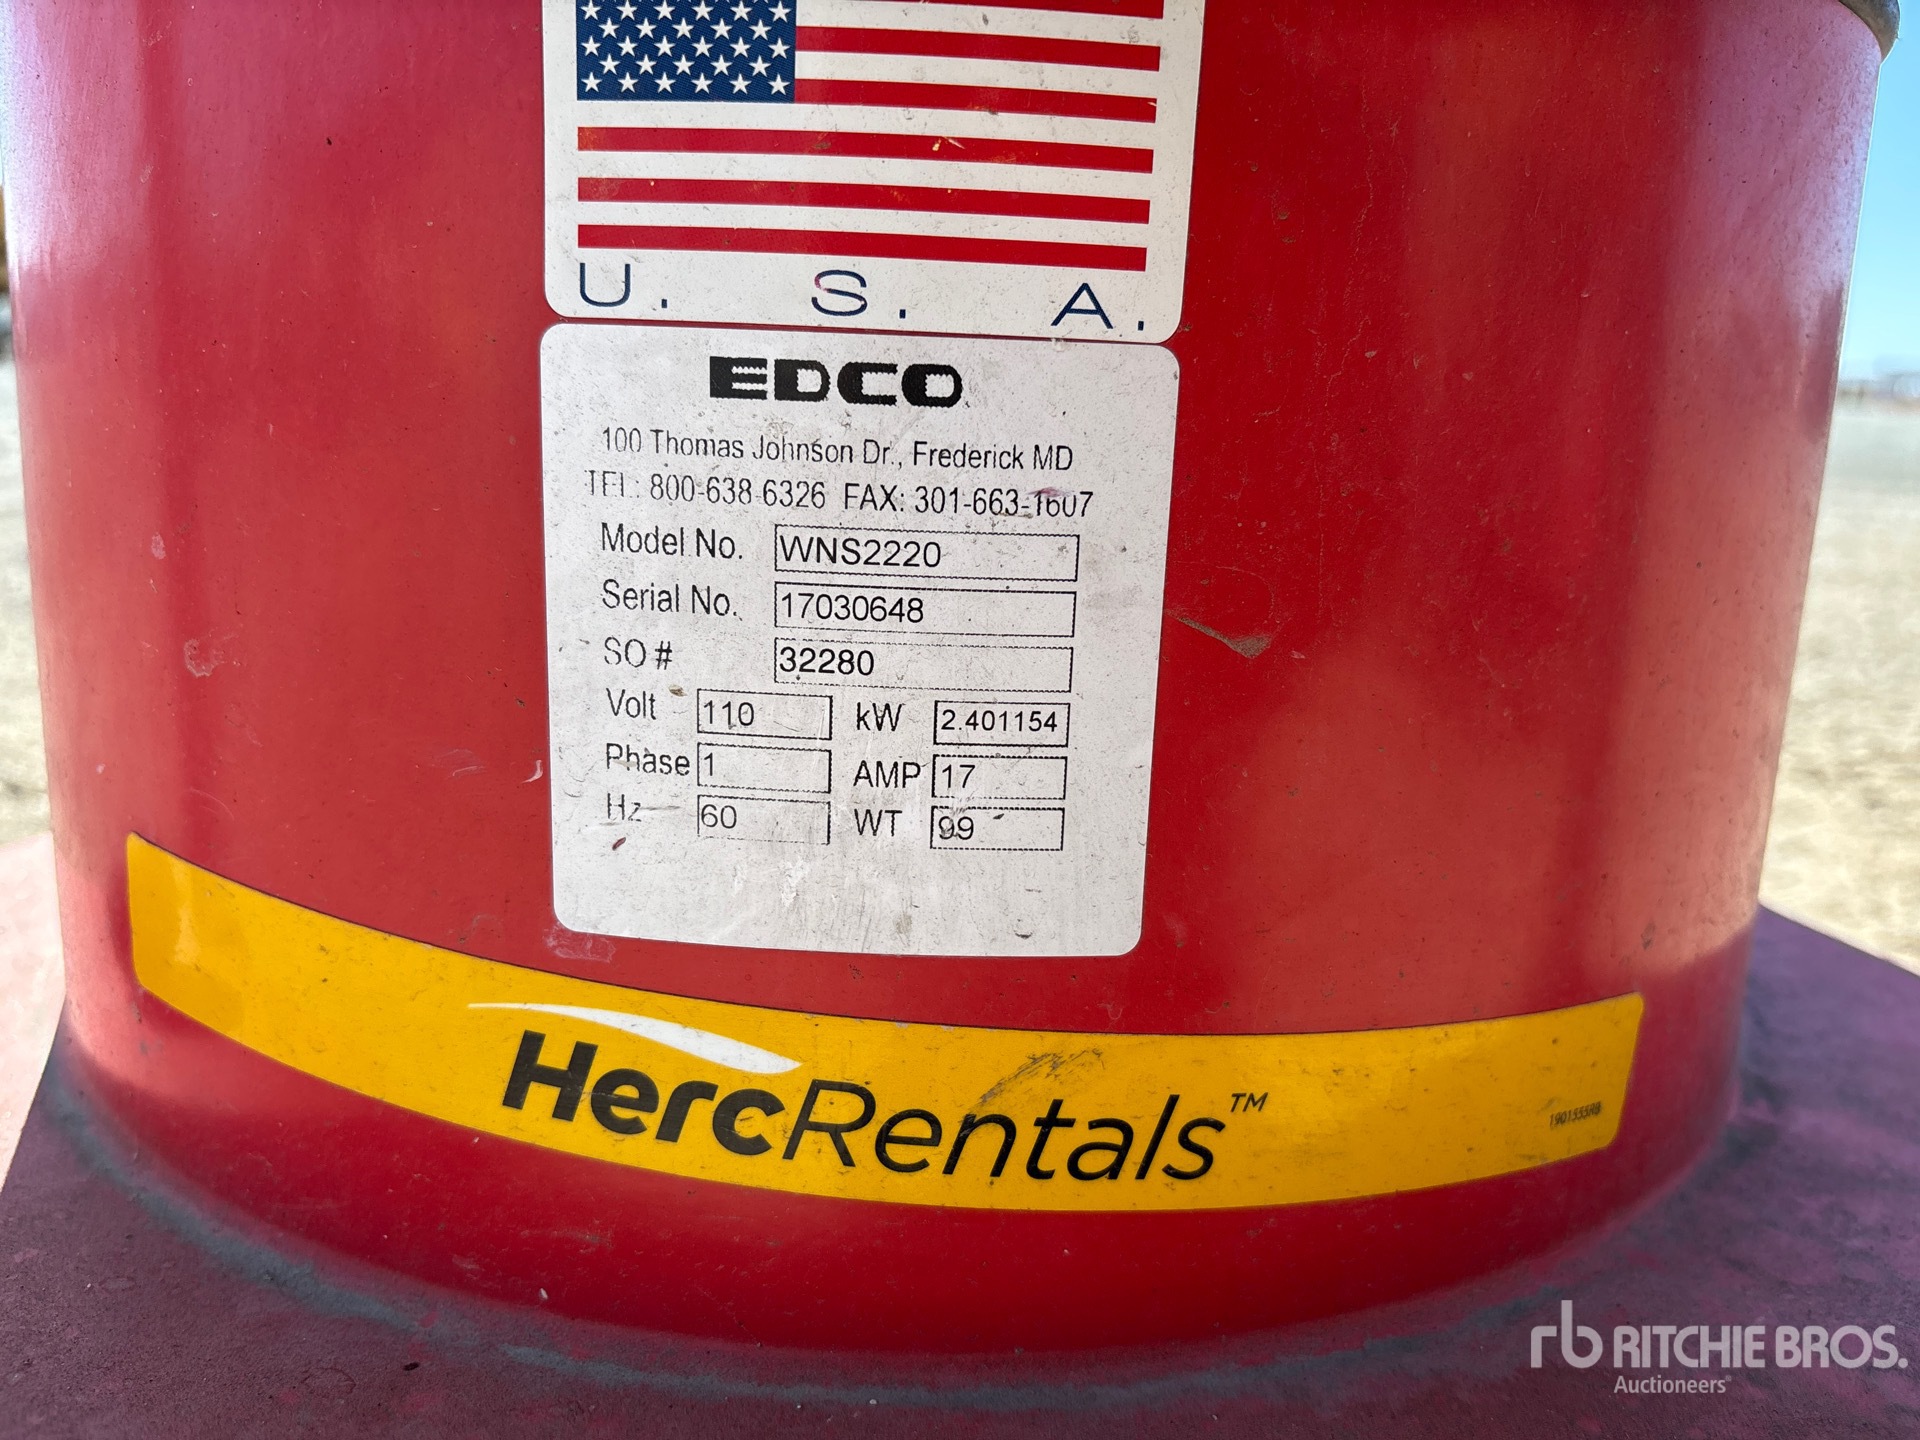 U. S. A.
EDCO
100 Thomas Johnson Dr., Frederick MD
TEL: 800-638-6326 FAX: 301-663-1607
Model No. WNS2220
Serial No. 17030648
SO # 32280
Volt 110 kW 2.401154
Phase 1 AMP 17
Hz 60 WT 99
HercRentals™
1901555RB
rb RITCHIE BROS.
Auctioneers®